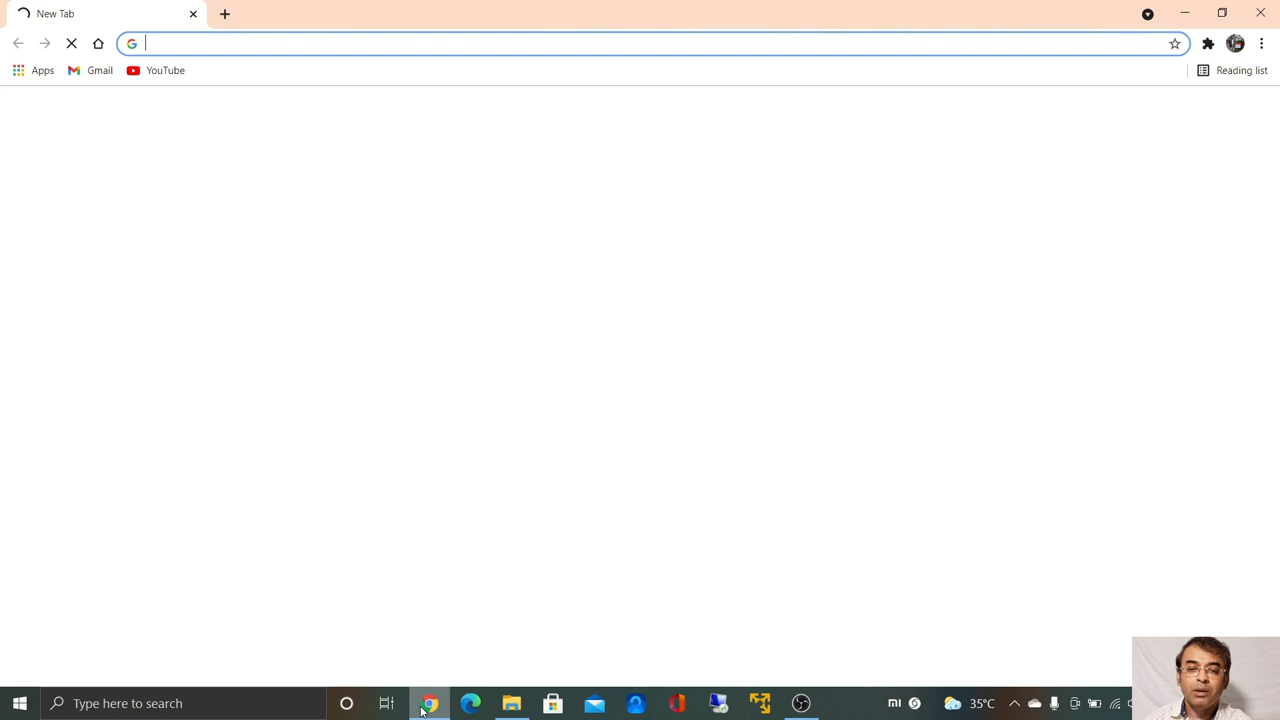 New Tab
Apps
Gmail
YouTube
Reading list
Type here to search
35°C